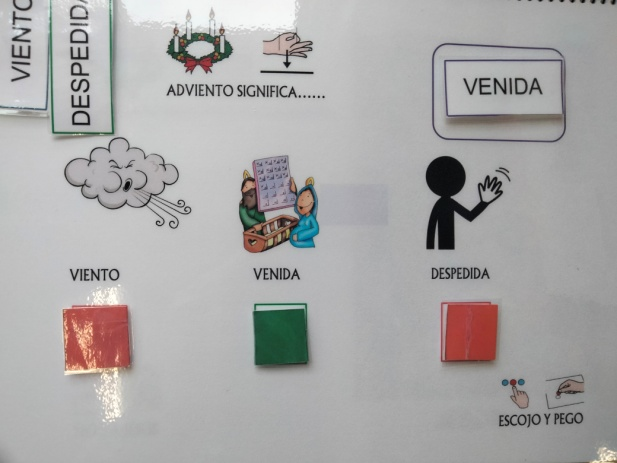 VIENTO
DESPEDIDA
ADVIENTO SIGNIFICA......
VENIDA
VIENTO
VENIDA
DESPEDIDA
ESCOJO Y PEGO